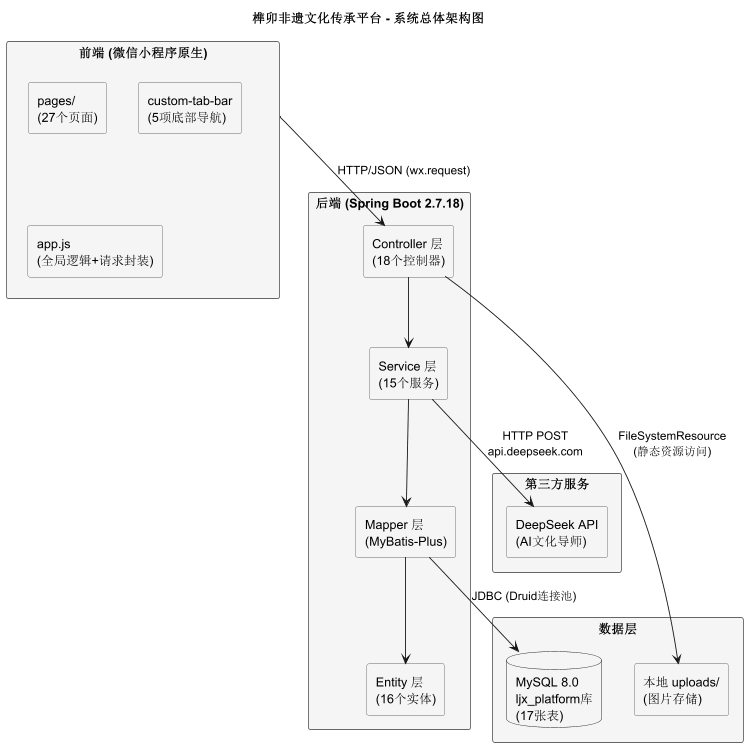 榫卯非遗文化传承平台 - 系统总体架构图
前端 (微信小程序原生)
pages/
(27个页面)
custom-tab-bar
(5项底部导航)
app.js
(全局逻辑+请求封装)
HTTP/JSON (wx.request)
后端 (Spring Boot 2.7.18)
Controller 层
(18个控制器)
Service 层
(15个服务)
HTTP POST
api.deepseek.com
FileSystemResource
(静态资源访问)
第三方服务
DeepSeek API
(AI文化导师)
Mapper 层
(MyBatis-Plus)
JDBC (Druid连接池)
Entity 层
(16个实体)
数据层
MySQL 8.0
ljx_platform库
(17张表)
本地 uploads/
(图片存储)